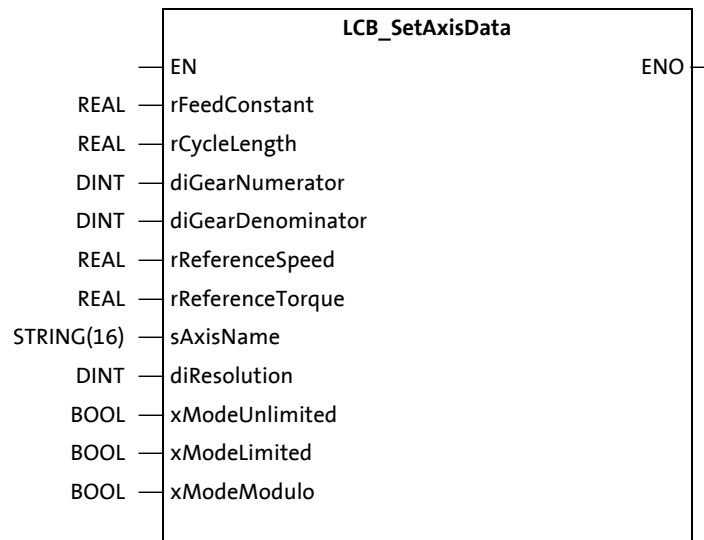 LCB_SetAxisData
EN ENO
REAL rFeedConstant
REAL rCycleLength
DINT diGearNumerator
DINT diGearDenominator
REAL rReferenceSpeed
REAL rReferenceTorque
STRING(16) sAxisName
DINT diResolution
BOOL xModeUnlimited
BOOL xModeLimited
BOOL xModeModulo